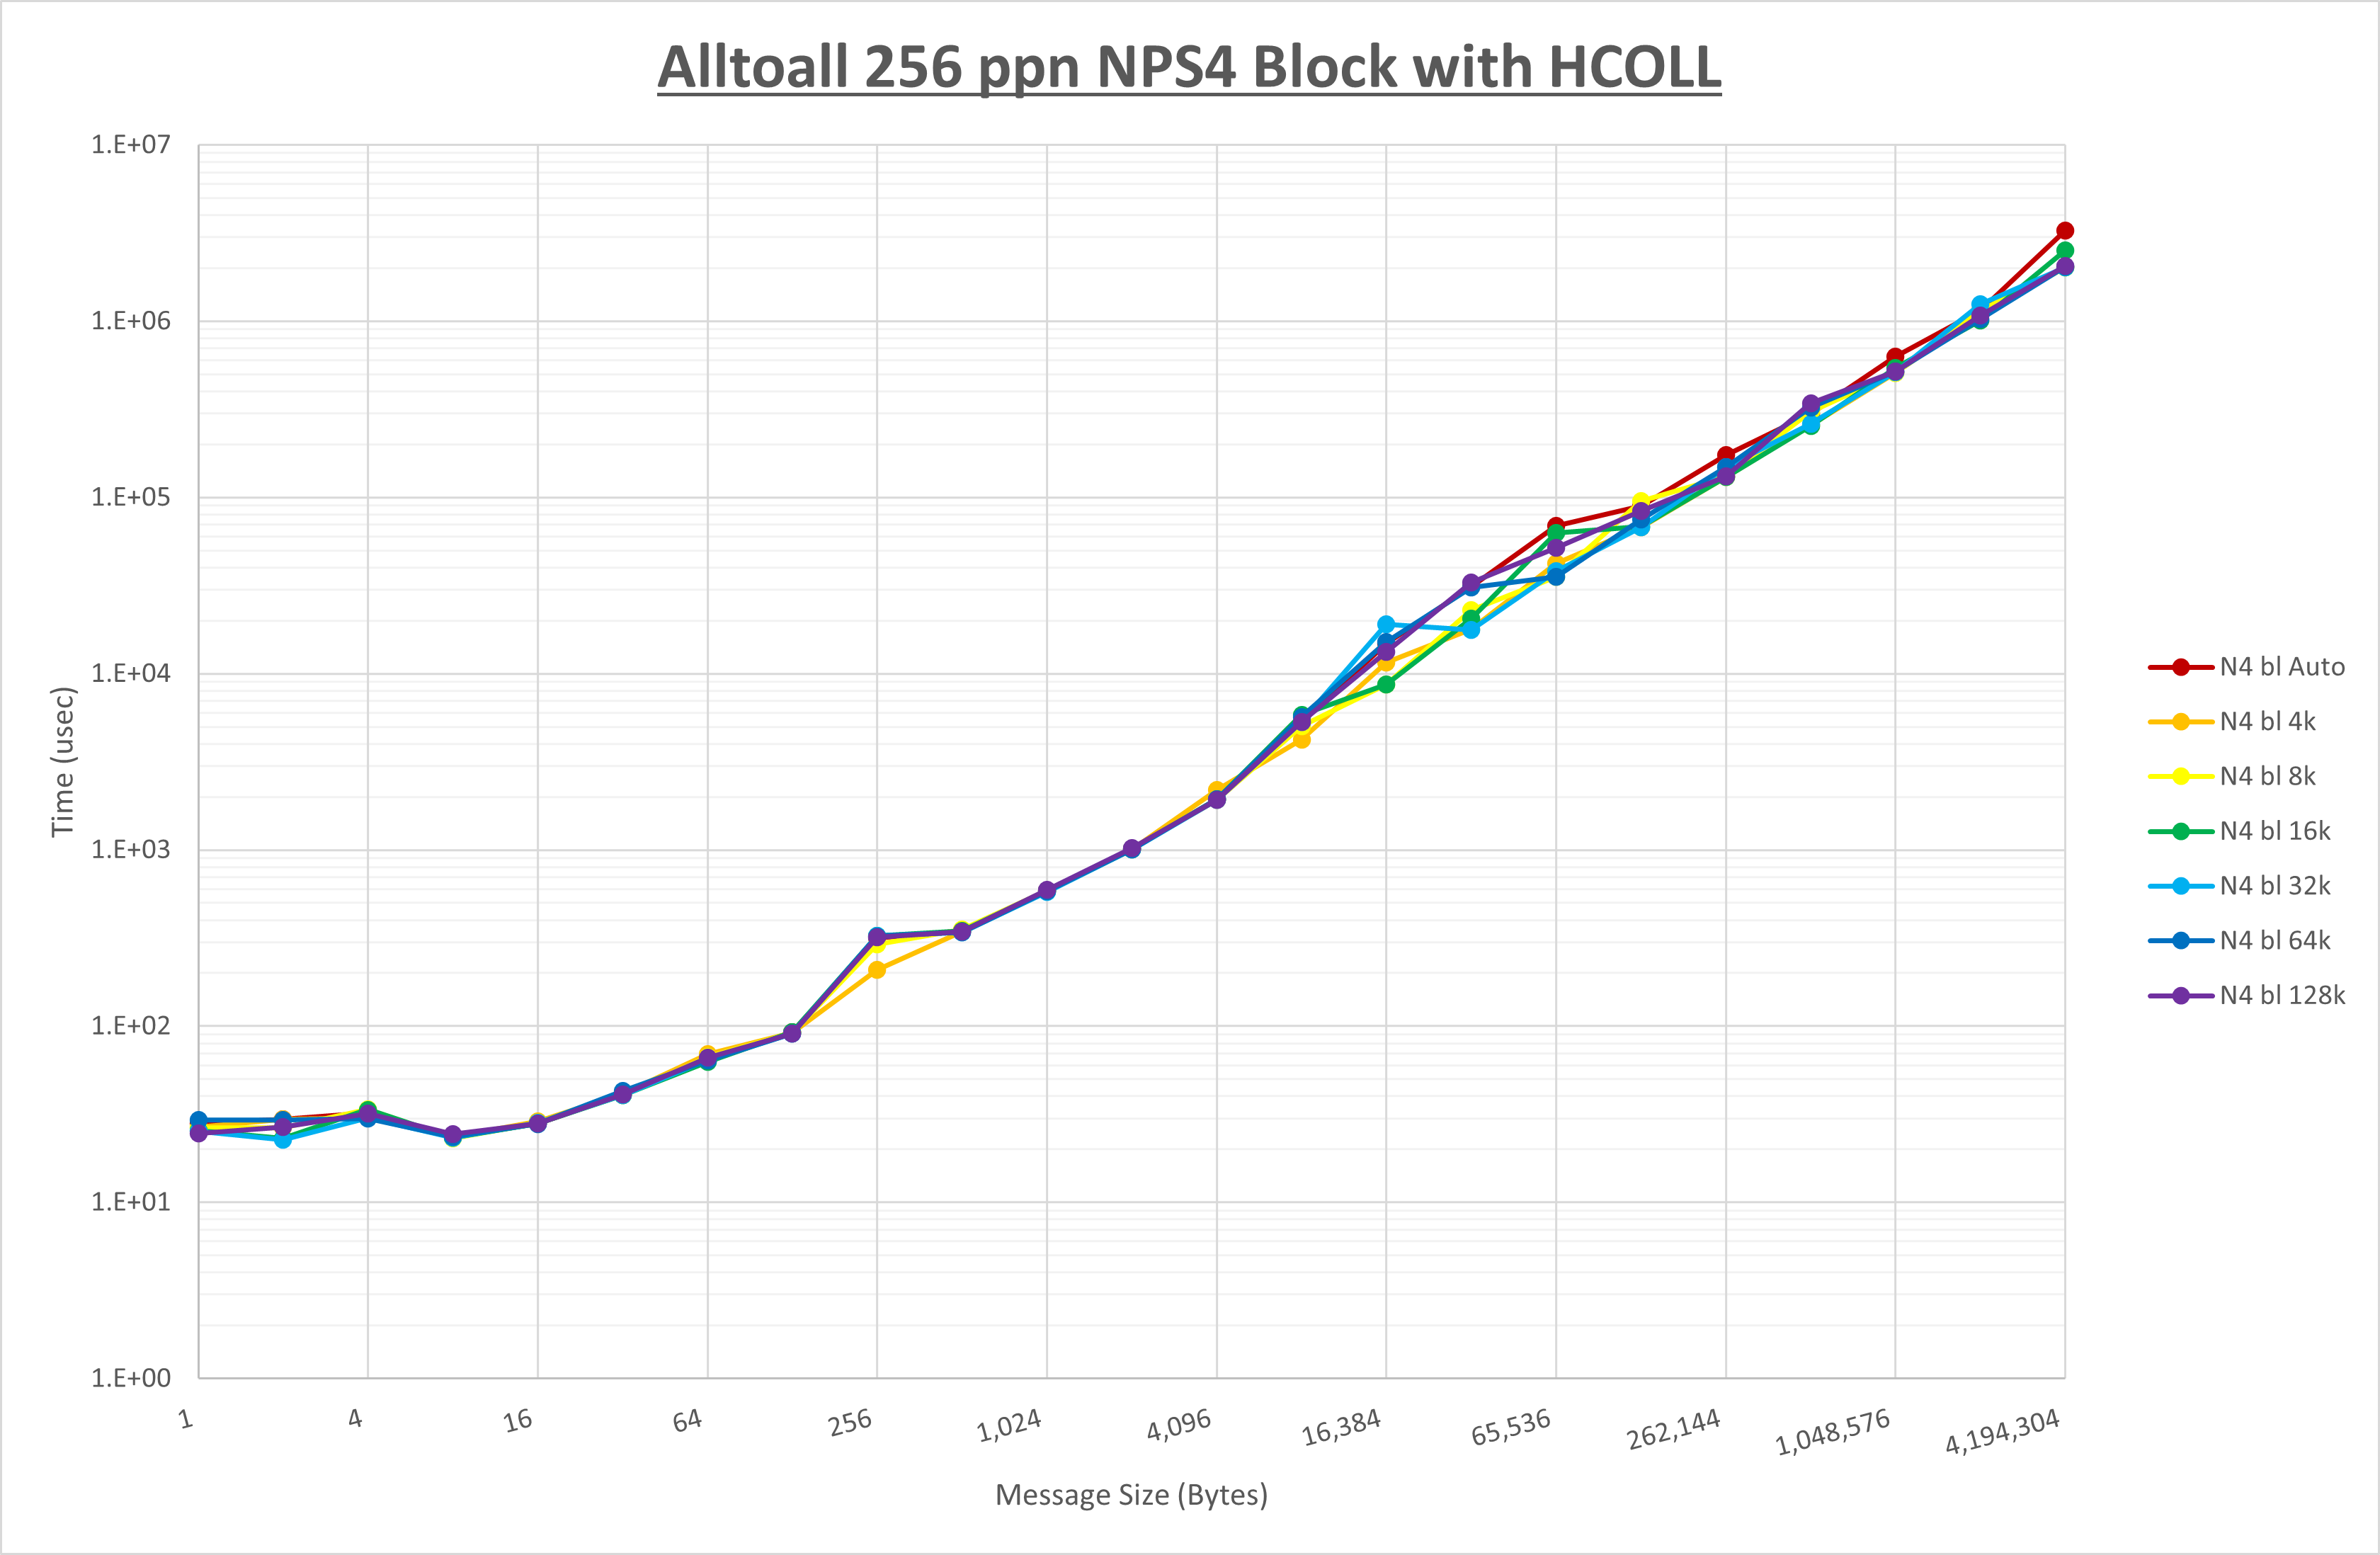 Alltoall 256 ppn NPS4 Block with HCOLL
1.E+07
1.E+06
1.E+05
1.E+04
1.E+03
1.E+02
1.E+01
1.E+00
Time (usec)
1
4
16
64
256
1,024
4,096
16,384
65,536
262,144
1,048,576
4,194,304
Message Size (Bytes)
N4 bl Auto
N4 bl 4k
N4 bl 8k
N4 bl 16k
N4 bl 32k
N4 bl 64k
N4 bl 128k